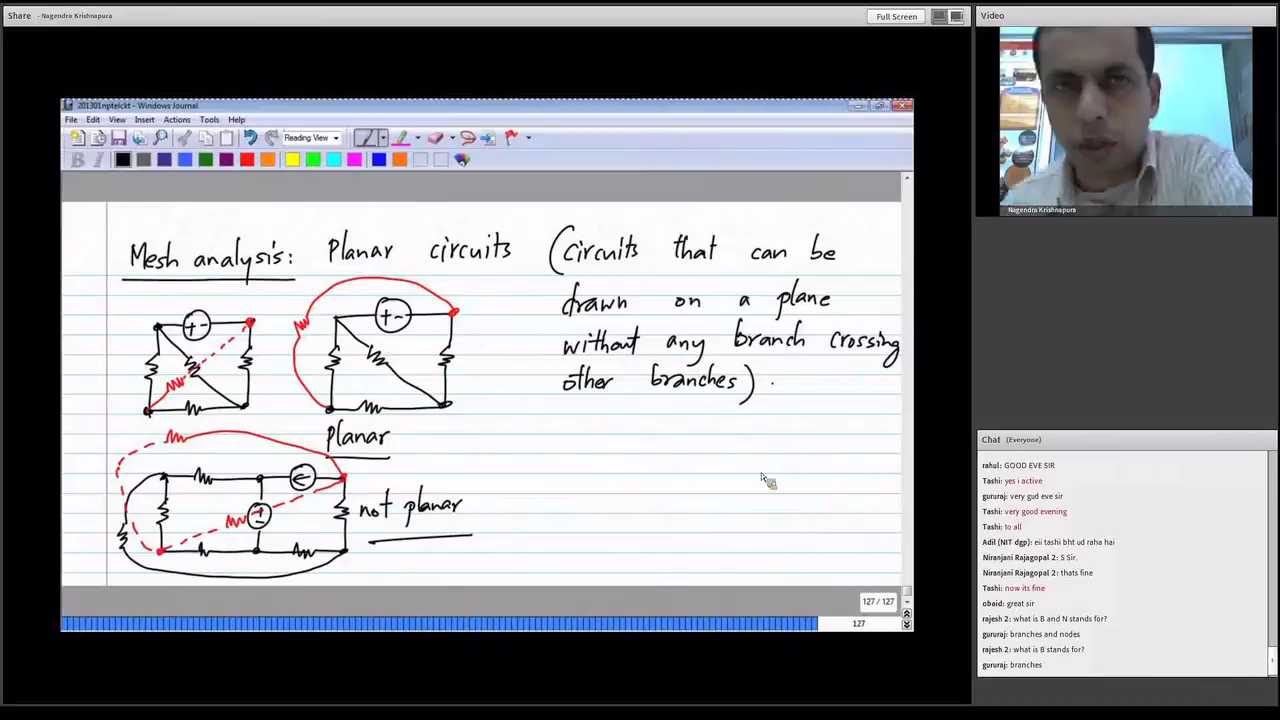 Share - Nagendra Krishnapura
Full Screen
Video
201301nptelckt - Windows Journal
File Edit View Insert Actions Tools Help
Reading View
Nagendra Krishnapura
Mesh analysis: Planar circuits (circuits that can be
drawn on a plane
without any branch crossing
other branches).
Planar
not planar
127 / 127
127
Chat (Everyone)
rahul: GOOD EVE SIR
Tashi: yes i active
gururaj: very gud eve sir
Tashi: very good evening
Tashi: to all
Adil (NIT dgp): eii tashi bht ud raha hai
Niranjani Rajagopal 2: S Sir.
Niranjani Rajagopal 2: thats fine
Tashi: now its fine
obaid: great sir
rajesh 2: what is B and N stands for?
gururaj: branches and nodes
rajesh 2: what is B stands for?
gururaj: branches